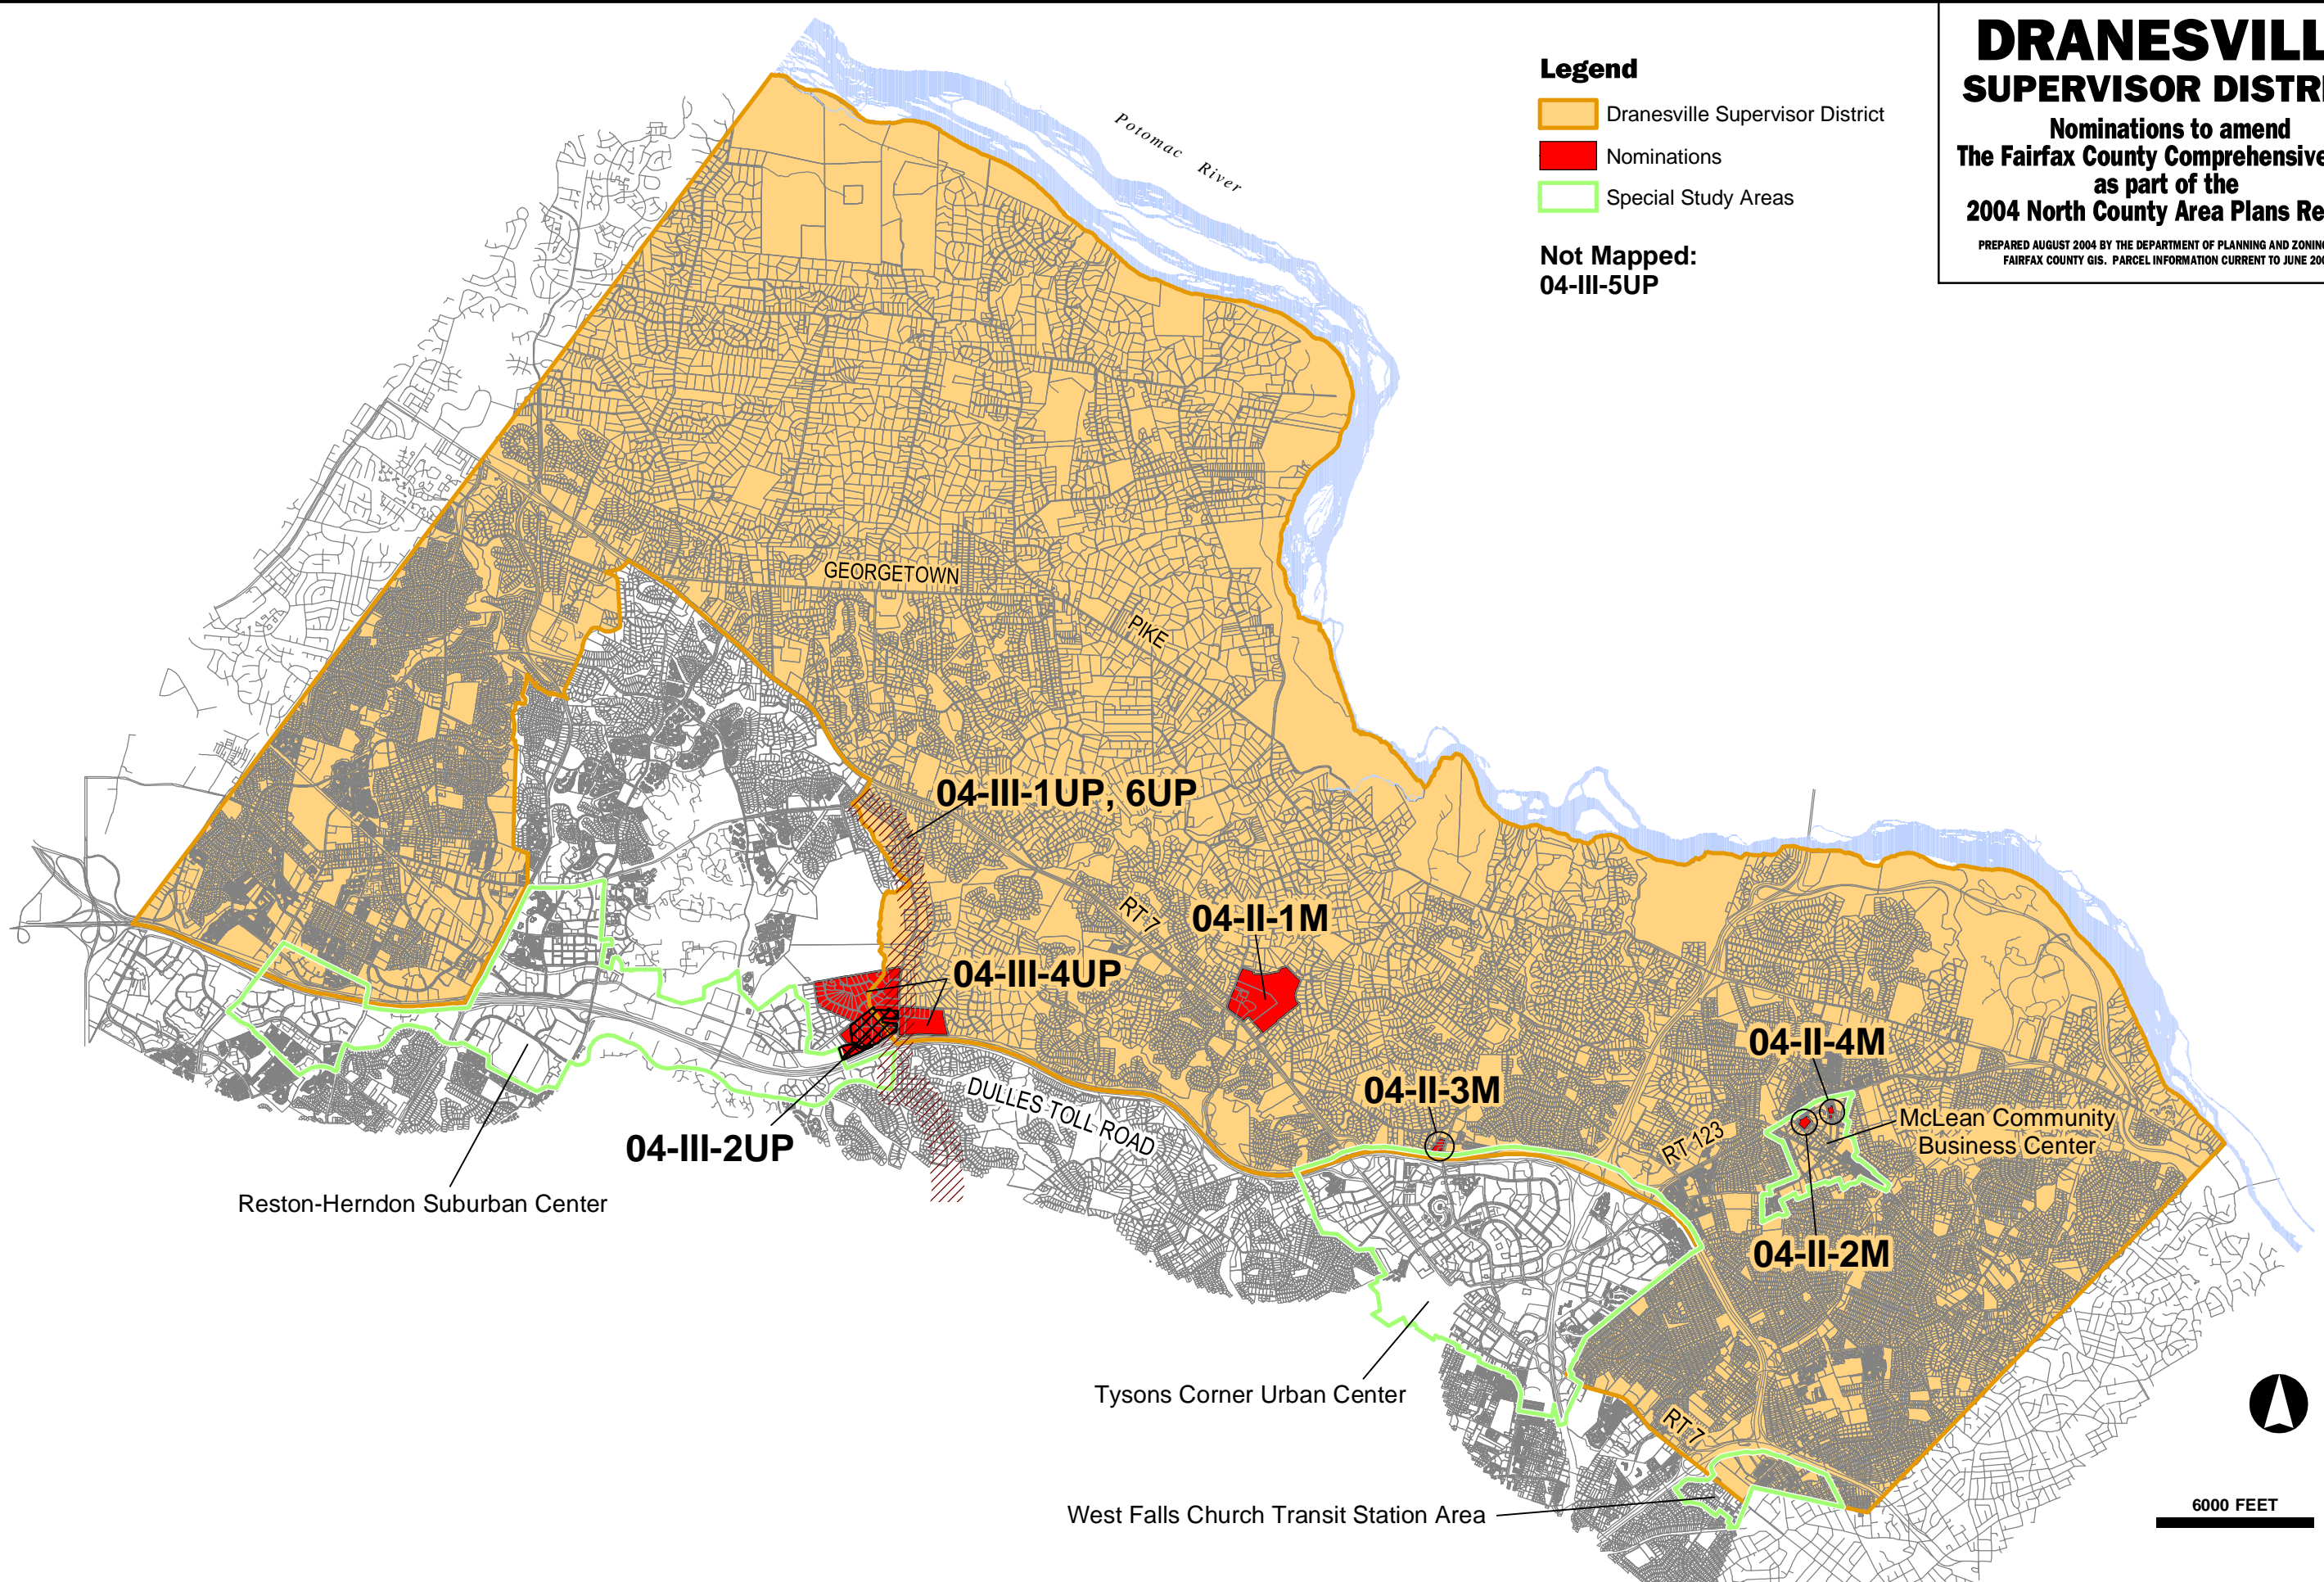 DRANESVILL
SUPERVISOR DISTRI
Nominations to amend
The Fairfax County Comprehensive
as part of the
2004 North County Area Plans Re
PREPARED AUGUST 2004 BY THE DEPARTMENT OF PLANNING AND ZONING
FAIRFAX COUNTY GIS. PARCEL INFORMATION CURRENT TO JUNE 200
Legend
Dranesville Supervisor District
Nominations
Special Study Areas
Not Mapped:
04-III-5UP
Potomac River
GEORGETOWN
PIKE
04-III-1UP, 6UP
RT 7
04-II-1M
04-III-4UP
04-II-4M
04-II-3M
DULLES TOLL ROAD
RT 123
McLean Community
Business Center
04-III-2UP
Reston-Herndon Suburban Center
04-II-2M
Tysons Corner Urban Center
RT 7
West Falls Church Transit Station Area
6000 FEET